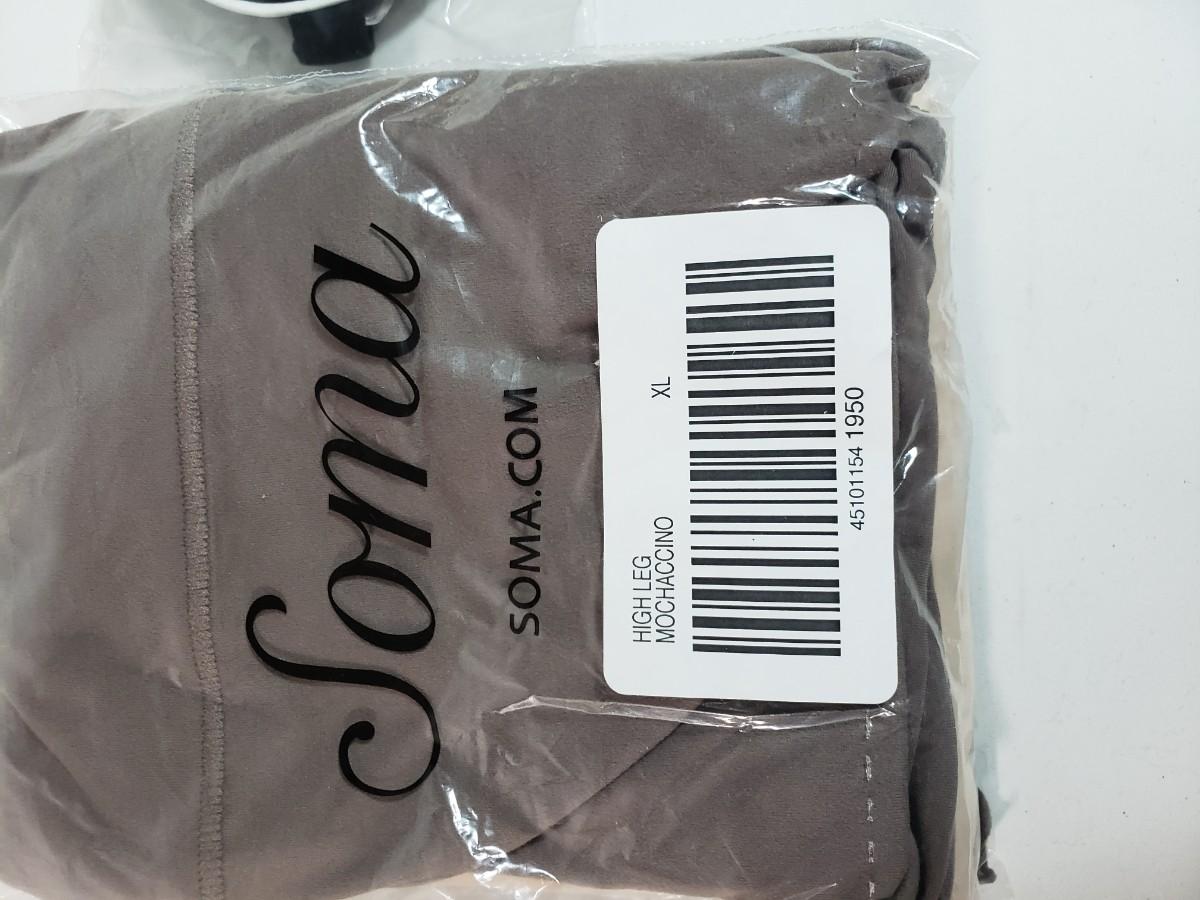 Soma
SOMA.COM
HIGH LEG
MOCHACCINO XL
45101154 1950